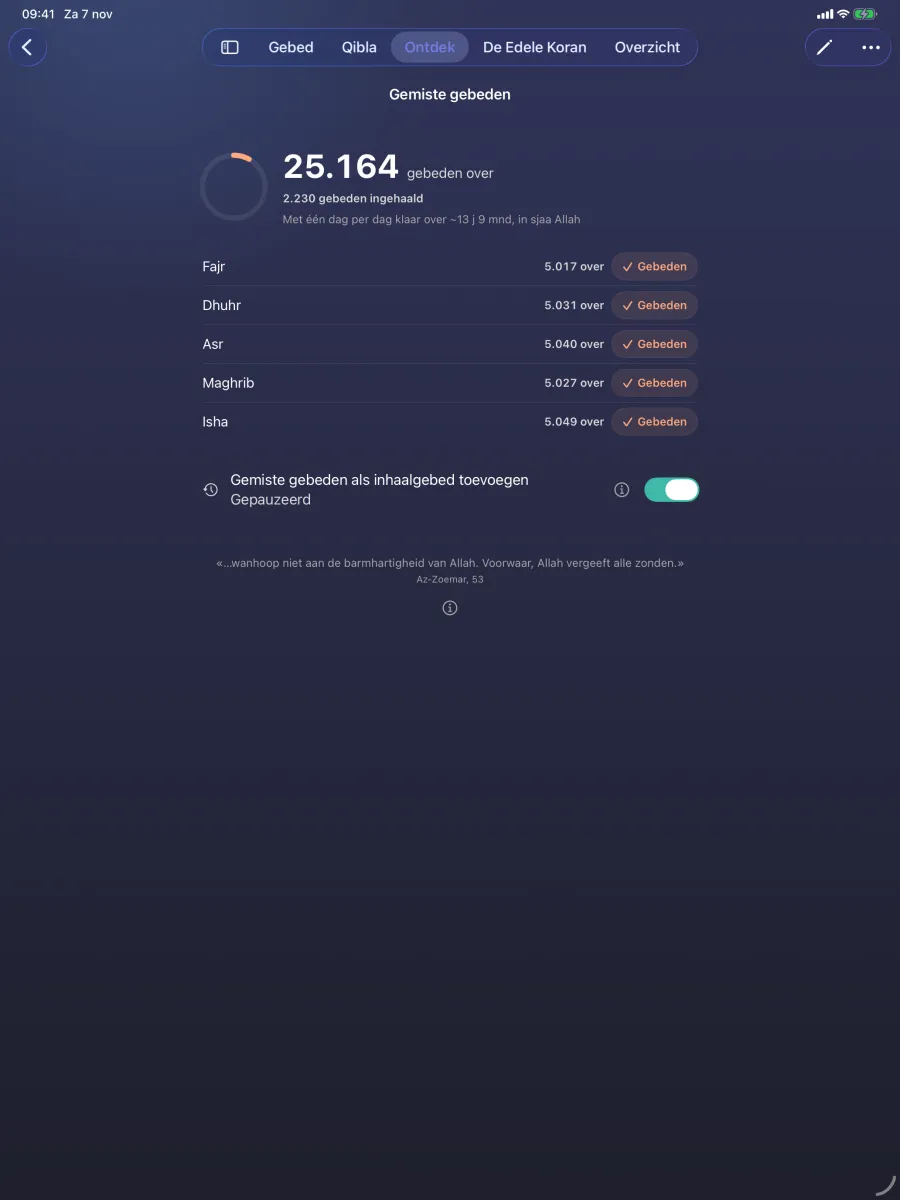 09:41 Za 7 nov
Gebed Qibla Ontdek De Edele Koran Overzicht
Gemiste gebeden
25.164 gebeden over
2.230 gebeden ingehaald
Met één dag per dag klaar over ~13 j 9 mnd, in sjaa Allah
Fajr 5.017 over ✓ Gebeden
Dhuhr 5.031 over ✓ Gebeden
Asr 5.040 over ✓ Gebeden
Maghrib 5.027 over ✓ Gebeden
Isha 5.049 over ✓ Gebeden
Gemiste gebeden als inhaalgebed toevoegen
Gepauzeerd
«...wanhoop niet aan de barmhartigheid van Allah. Voorwaar, Allah vergeeft alle zonden.»
Az-Zoemar, 53